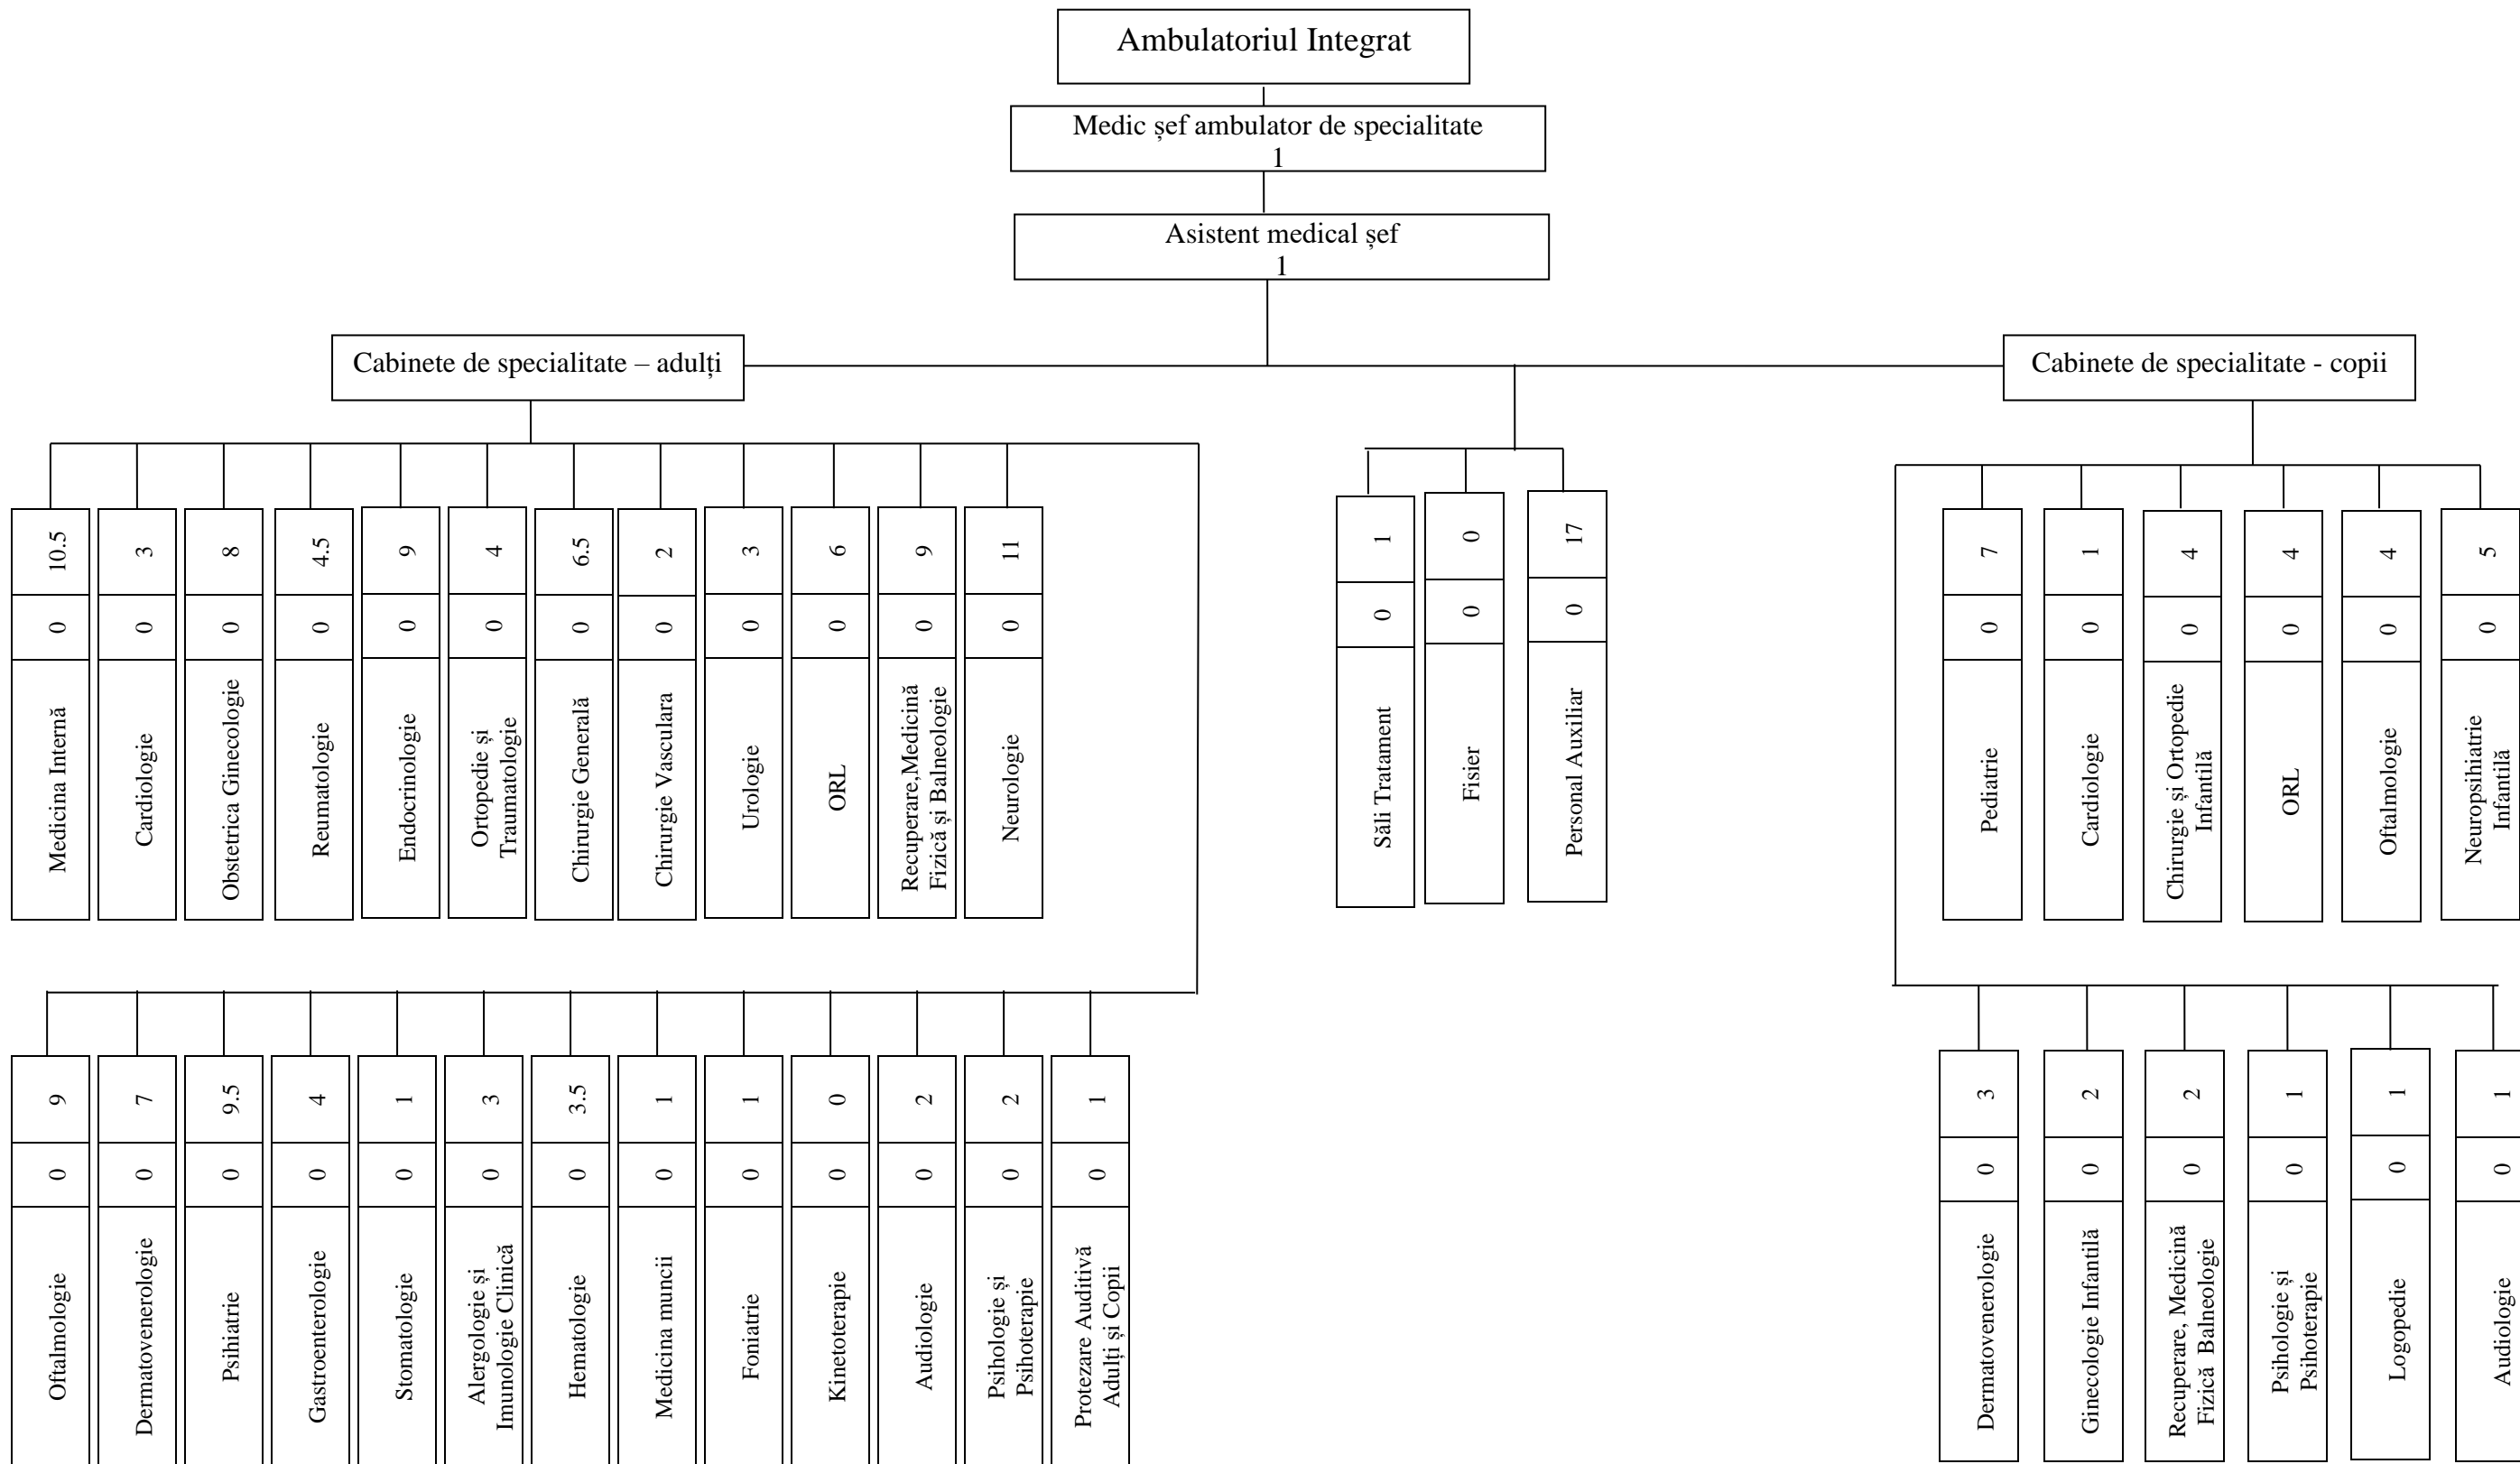 Ambulatoriul Integrat
Medic șef ambulator de specialitate
1
Asistent medical șef
1
Cabinete de specialitate – adulți
Cabinete de specialitate - copii
10.5
0
Medicina Internă
3
0
Cardiologie
8
0
Obstetrica Ginecologie
4.5
0
Reumatologie
9
0
Endocrinologie
4
0
Ortopedie și
Traumatologie
6.5
0
Chirurgie Generală
2
0
Chirurgie Vasculara
3
0
Urologie
6
0
ORL
9
0
Recuperare,Medicină
Fizică și Balneologie
11
0
Neurologie
1
0
Săli Tratament
0
0
Fisier
17
0
Personal Auxiliar
7
0
Pediatrie
1
0
Cardiologie
4
0
Chirurgie și Ortopedie
Infantilă
4
0
ORL
4
0
Oftalmologie
5
0
Neuropsihiatrie
Infantilă
9
0
Oftalmologie
7
0
Dermatovenerologie
9.5
0
Psihiatrie
4
0
Gastroenterologie
1
0
Stomatologie
3
0
Alergologie și
Imunologie Clinică
3.5
0
Hematologie
1
0
Medicina muncii
1
0
Foniatrie
0
0
Kinetoterapie
2
0
Audiologie
2
0
Psihologie și
Psihoterapie
1
0
Protezare Auditivă
Adulți și Copii
3
0
Dermatovenerologie
2
0
Ginecologie Infantilă
2
0
Recuperare, Medicină
Fizică Balneologie
1
0
Psihologie și
Psihoterapie
1
0
Logopedie
1
0
Audiologie